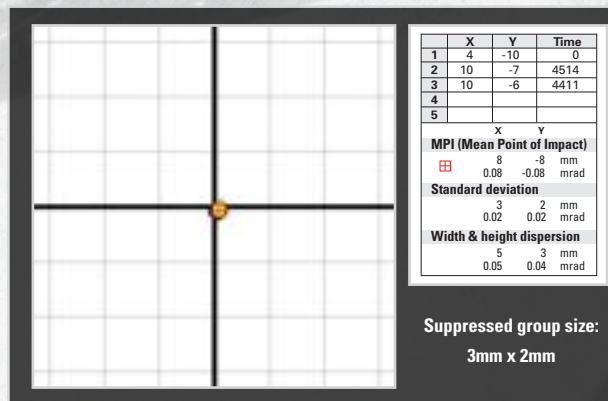 X Y Time
1 4 -10 0
2 10 -7 4514
3 10 -6 4411
4
5
X Y
MPI (Mean Point of Impact)
8 -8 mm
0.08 -0.08 mrad
Standard deviation
3 2 mm
0.02 0.02 mrad
Width & height dispersion
5 3 mm
0.05 0.04 mrad
Suppressed group size:
3mm x 2mm